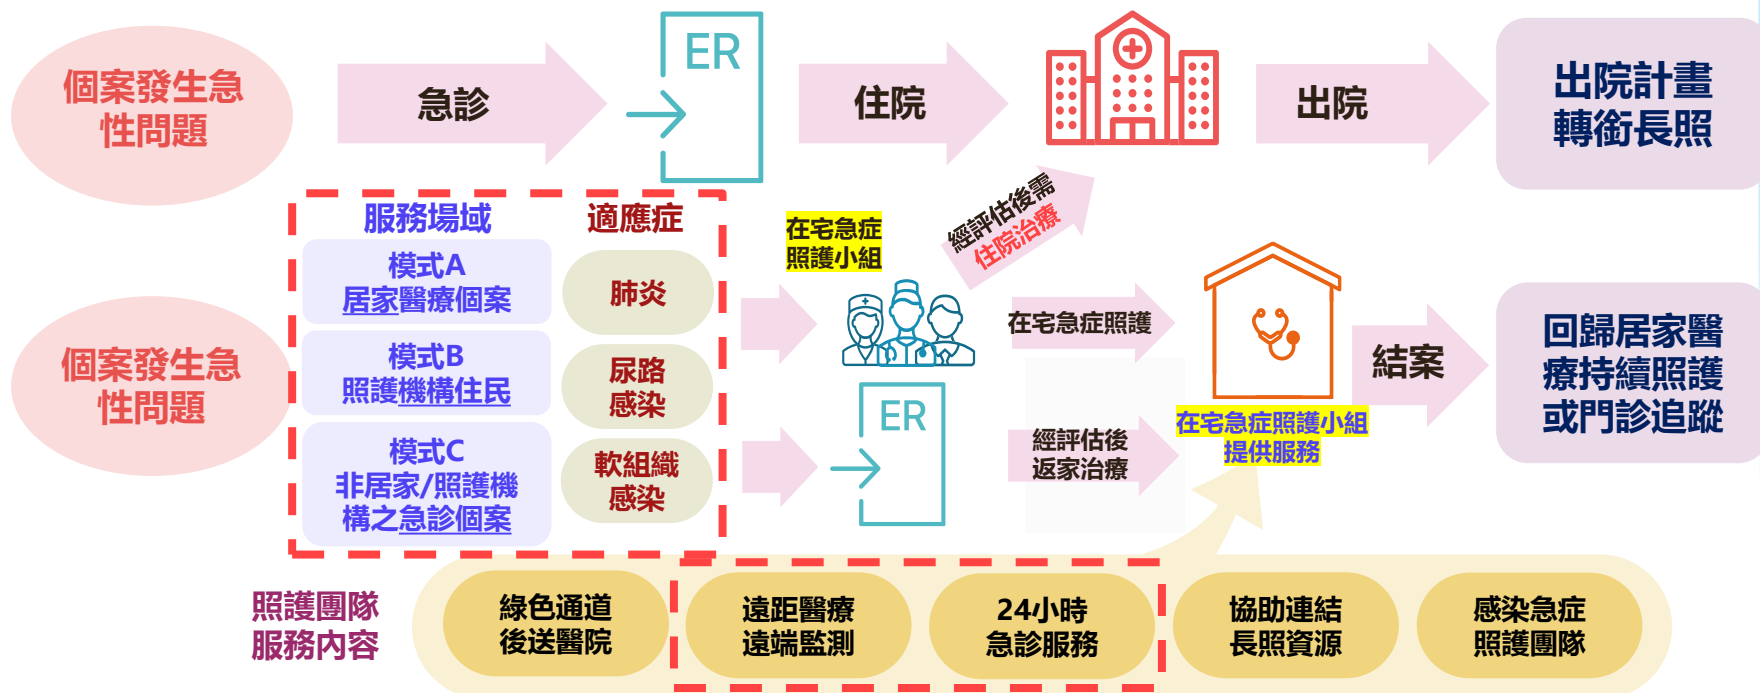 個案發生急
性問題
急診
ER
住院
出院
出院計畫
轉銜長照
個案發生急
性問題
服務場域
適應症
模式A
居家醫療個案
模式B
照護機構住民
模式C
非居家/照護機
構之急診個案
肺炎
尿路
感染
軟組織
感染
在宅急症
照護小組
經評估後需
住院治療
在宅急症照護
ER
經評估後
返家治療
在宅急症照護小組
提供服務
結案
回歸居家醫
療持續照護
或門診追蹤
照護團隊
服務內容
綠色通道
後送醫院
遠距醫療
遠端監測
24小時
急診服務
協助連結
長照資源
感染急症
照護團隊